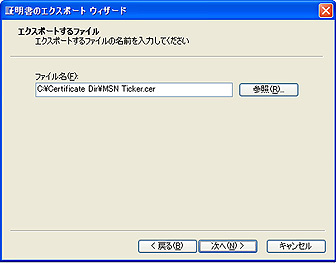 証明書のエクスポート ウィザード
エクスポートするファイル
エクスポートするファイルの名前を入力してください
ファイル名(F):
C:¥Certificate Dir¥MSN Ticker.cer
参照(R)...
< 戻る(B)
次へ(N) >
キャンセル